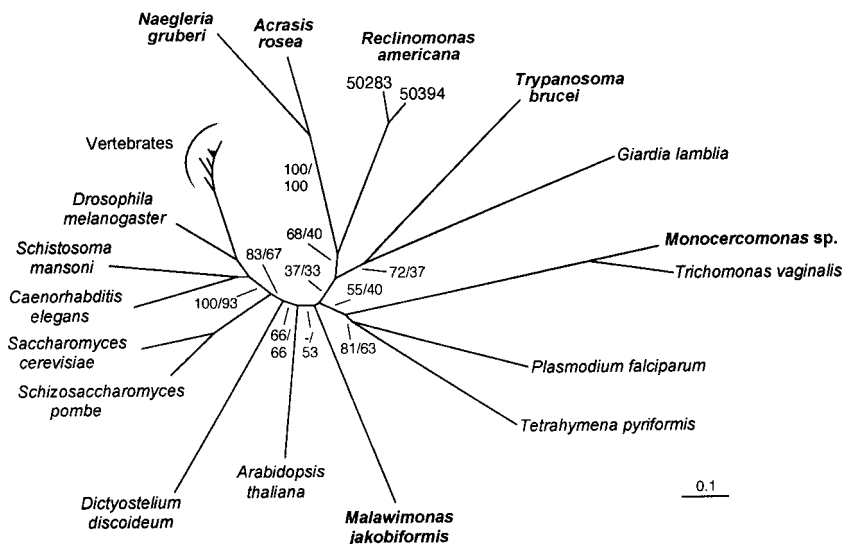 Naegleria
gruberi
Acrasis
rosea
Reclinomonas
americana
50283
50394
Trypanosoma
brucei
Vertebrates
Giardia lamblia
100/
100
Drosophila
melanogaster
68/40
Monocercomonas sp.
83/67
Schistosoma
mansoni
37/33
72/37
Trichomonas vaginalis
55/40
Caenorhabditis
elegans
100/93
66/
66
-/
53
81/63
Saccharomyces
cerevisiae
Plasmodium falciparum
Schizosaccharomyces
pombe
Tetrahymena pyriformis
Arabidopsis
thaliana
0.1
Dictyostelium
discoideum
Malawimonas
jakobiformis